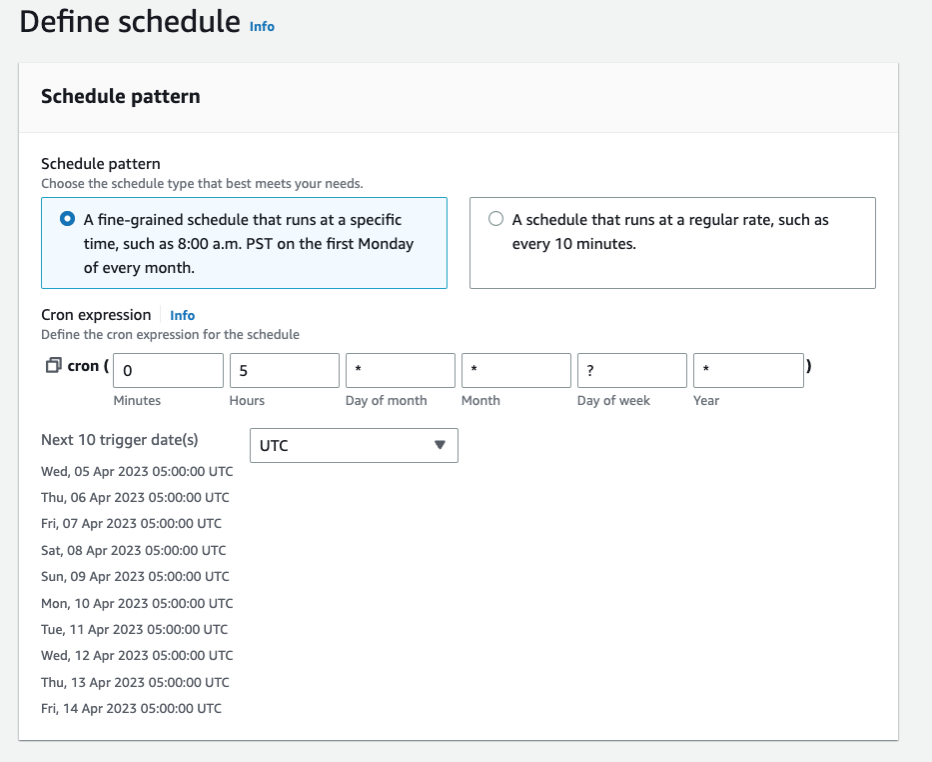 Define schedule Info
Schedule pattern
Schedule pattern
Choose the schedule type that best meets your needs.
A fine-grained schedule that runs at a specific
time, such as 8:00 a.m. PST on the first Monday
of every month.
A schedule that runs at a regular rate, such as
every 10 minutes.
Cron expression Info
Define the cron expression for the schedule
cron ( 0 5 * * ? * )
Minutes Hours Day of month Month Day of week Year
Next 10 trigger date(s) UTC
Wed, 05 Apr 2023 05:00:00 UTC
Thu, 06 Apr 2023 05:00:00 UTC
Fri, 07 Apr 2023 05:00:00 UTC
Sat, 08 Apr 2023 05:00:00 UTC
Sun, 09 Apr 2023 05:00:00 UTC
Mon, 10 Apr 2023 05:00:00 UTC
Tue, 11 Apr 2023 05:00:00 UTC
Wed, 12 Apr 2023 05:00:00 UTC
Thu, 13 Apr 2023 05:00:00 UTC
Fri, 14 Apr 2023 05:00:00 UTC